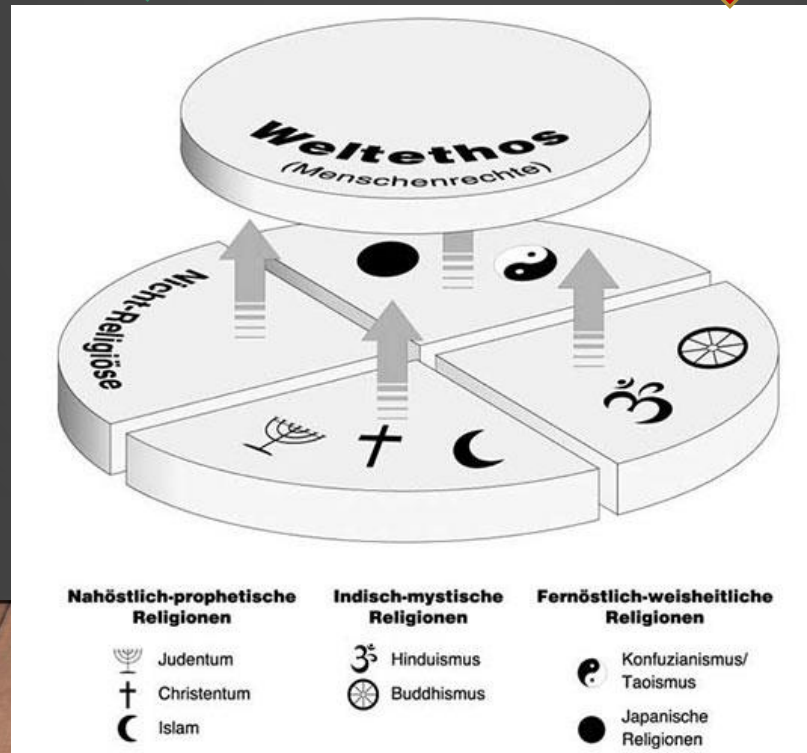 Weltethos
(Menschenrechte)
Nicht-Religiöse
Nahöstlich-prophetische
Religionen
Judentum
Christentum
Islam
Indisch-mystische
Religionen
Hinduismus
Buddhismus
Fernöstlich-weisheitliche
Religionen
Konfuzianismus/
Taoismus
Japanische
Religionen